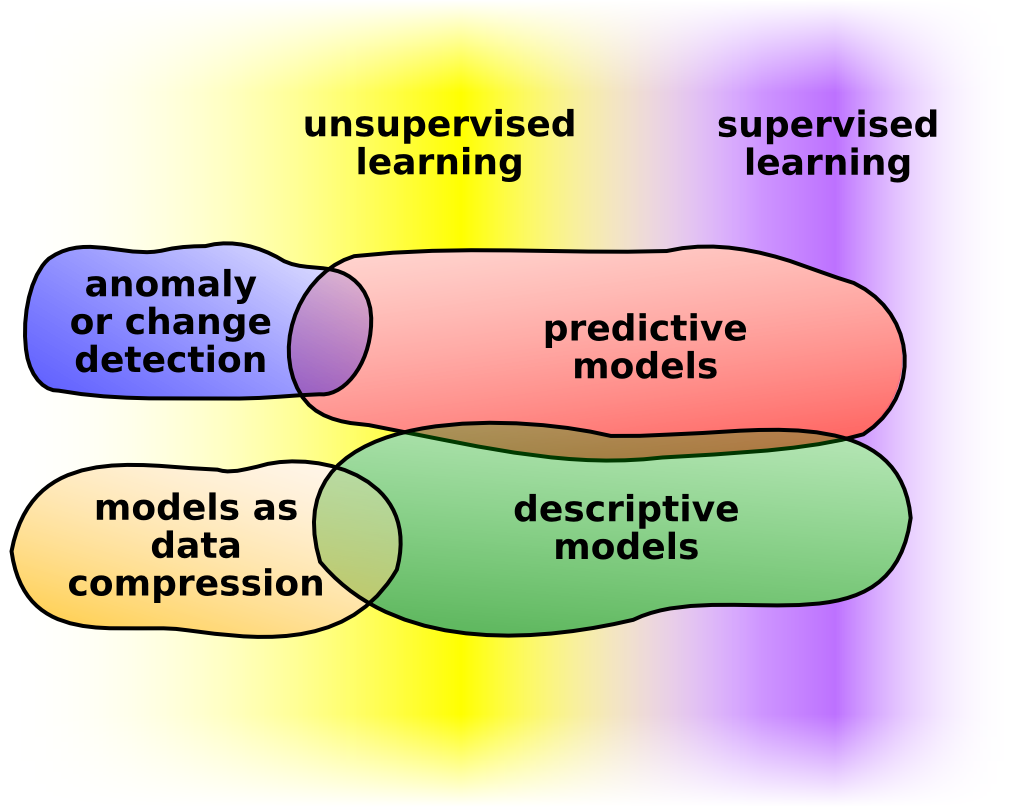 unsupervised
learning
supervised
learning
anomaly
or change
detection
predictive
models
models as
data
compression
descriptive
models